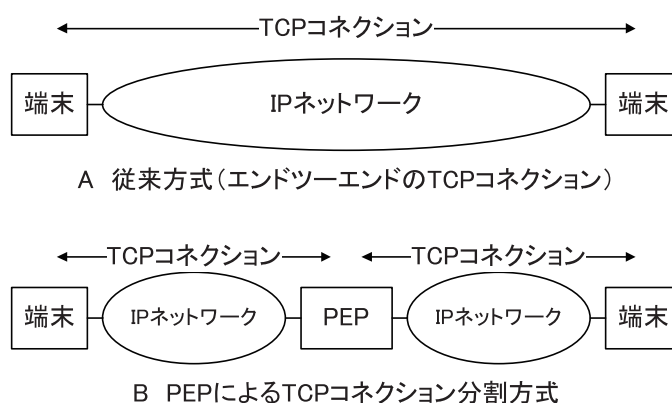 TCPコネクション
端末
IPネットワーク
端末
A 従来方式(エンドツーエンドのTCPコネクション)
TCPコネクション
TCPコネクション
端末
IPネットワーク
PEP
IPネットワーク
端末
B PEPによるTCPコネクション分割方式